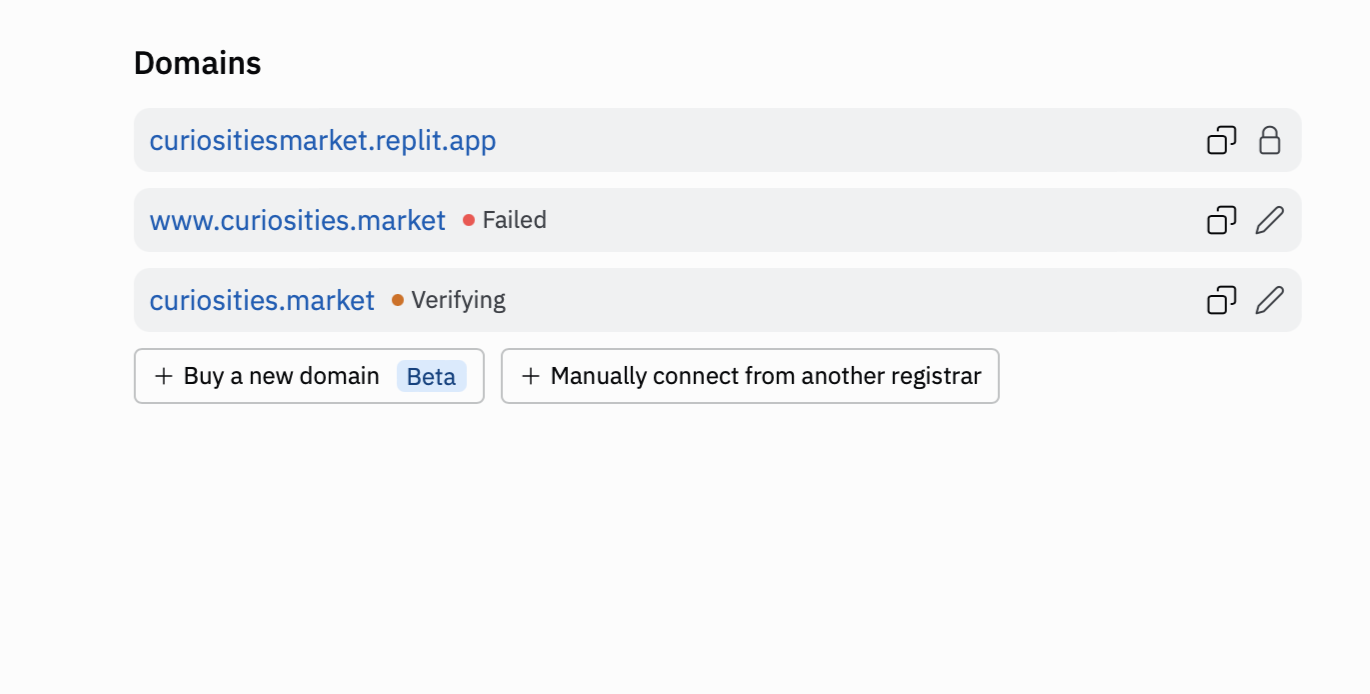 Domains
curiositiesmarket.replit.app
www.curiosities.market Failed
curiosities.market Verifying
+ Buy a new domain Beta + Manually connect from another registrar